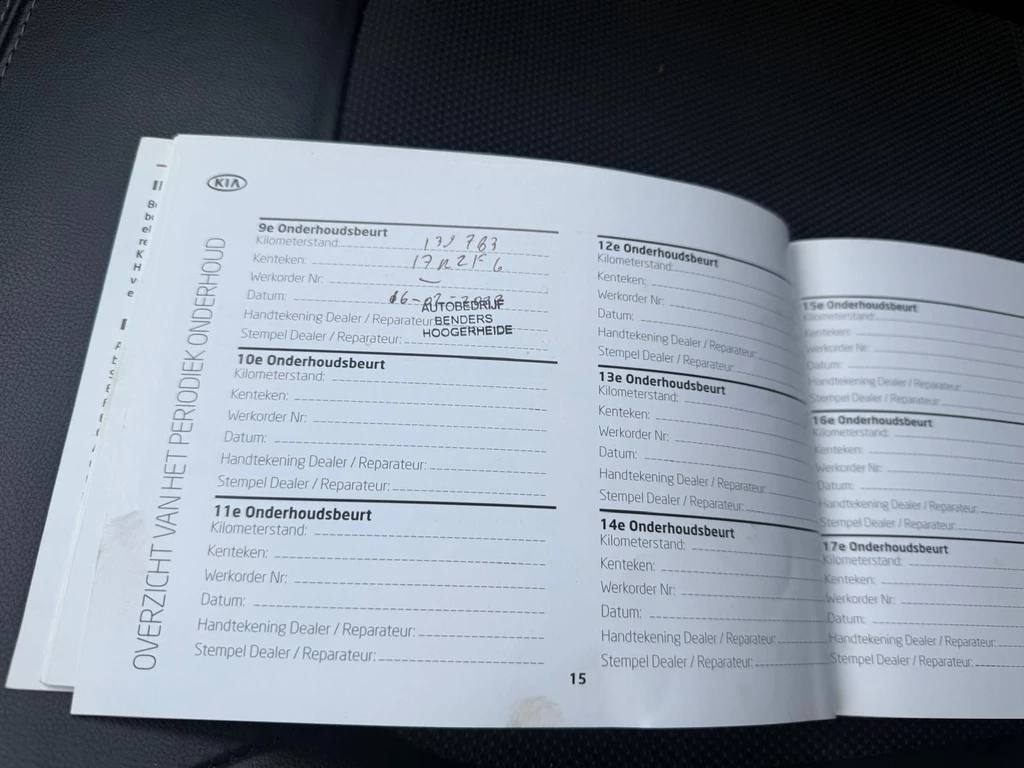 KIA
OVERZICHT VAN HET PERIODIEK ONDERHOUD
9e Onderhoudsbeurt
Kilometerstand:
Kenteken:
Werkorder Nr:
Datum:
Handtekening Dealer / Reparateur:
Stempel Dealer / Reparateur:
AUTOBEDRIJF
BENDERS
HOOGERHEIDE
10e Onderhoudsbeurt
Kilometerstand:
Kenteken:
Werkorder Nr:
Datum:
Handtekening Dealer / Reparateur:
Stempel Dealer / Reparateur:
11e Onderhoudsbeurt
Kilometerstand:
Kenteken:
Werkorder Nr:
Datum:
Handtekening Dealer / Reparateur:
Stempel Dealer / Reparateur:
15
12e Onderhoudsbeurt
Kilometerstand:
Kenteken:
Werkorder Nr:
Datum:
Handtekening Dealer / Reparateur:
Stempel Dealer / Reparateur:
13e Onderhoudsbeurt
Kilometerstand:
Kenteken:
Werkorder Nr:
Datum:
Handtekening Dealer / Reparateur:
Stempel Dealer / Reparateur:
14e Onderhoudsbeurt
Kilometerstand:
Kenteken:
Werkorder Nr:
Datum:
Handtekening Dealer / Reparateur:
Stempel Dealer / Reparateur:
15e Onderhoudsbeurt
Kilometerstand:
Kenteken:
Werkorder Nr:
Datum:
Handtekening Dealer / Reparateur:
Stempel Dealer / Reparateur:
16e Onderhoudsbeurt
Kilometerstand:
Kenteken:
Werkorder Nr:
Datum:
Handtekening Dealer / Reparateur:
Stempel Dealer / Reparateur:
17e Onderhoudsbeurt
Kilometerstand:
Kenteken:
Werkorder Nr:
Datum:
Handtekening Dealer / Reparateur:
Stempel Dealer / Reparateur: